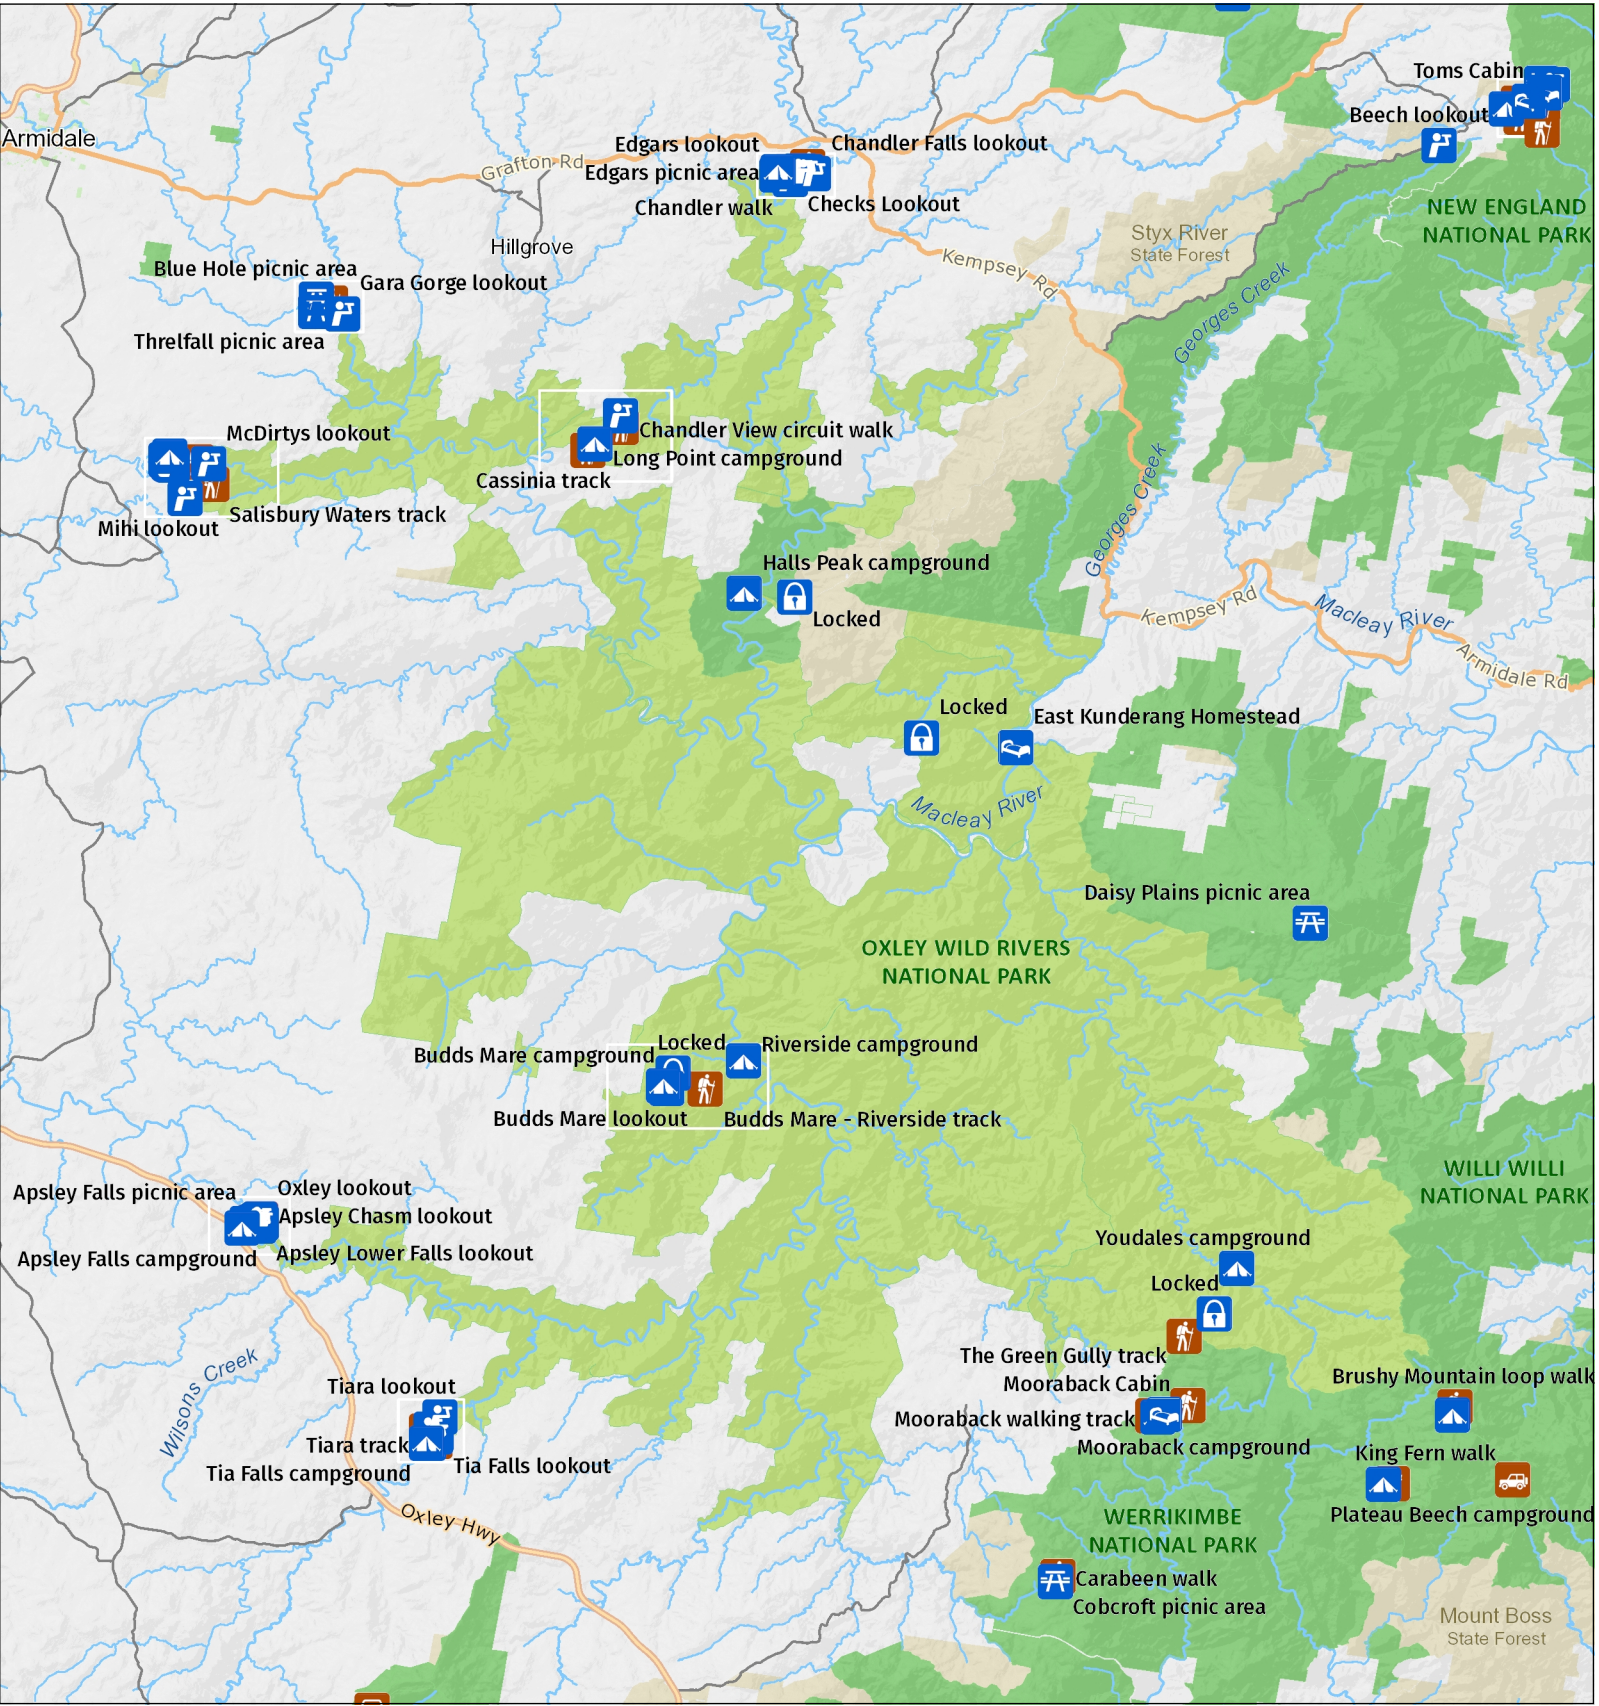 Toms Cabin
Beech lookout
Armidale
Edgars lookout
Chandler Falls lookout
Grafton Rd
Edgars picnic area
Chandler walk
Checks Lookout
NEW ENGLAND
NATIONAL PARK
Styx River
State Forest
Hillgrove
Kempsey Rd
Blue Hole picnic area
Gara Gorge lookout
Georges Creek
Threlfall picnic area
McDirtys lookout
Chandler View circuit walk
Long Point campground
Cassinia track
Salisbury Waters track
Mihi lookout
Georges Creek
Halls Peak campground
Locked
Kempsey Rd
Macleay River
Armidale Rd
Locked
East Kunderang Homestead
Macleay River
Daisy Plains picnic area
OXLEY WILD RIVERS
NATIONAL PARK
Locked
Riverside campground
Budds Mare campground
Budds Mare lookout
Budds Mare - Riverside track
WILLI WILLI
NATIONAL PARK
Apsley Falls picnic area
Oxley lookout
Apsley Chasm lookout
Apsley Falls campground
Apsley Lower Falls lookout
Youdales campground
Locked
The Green Gully track
Mooraback Cabin
Wilsons Creek
Tiara lookout
Brushy Mountain loop walk
Mooraback walking track
Mooraback campground
Tiara track
Tia Falls lookout
Tia Falls campground
King Fern walk
Plateau Beech campground
Oxley Hwy
WERRIKIMBE
NATIONAL PARK
Carabeen walk
Cobcroft picnic area
Mount Boss
State Forest